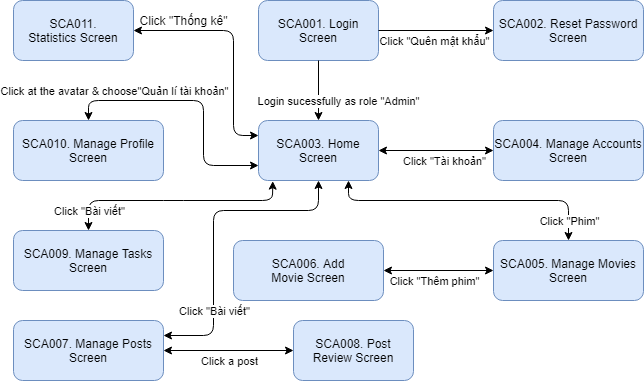 SCA011.
Statistics Screen
Click "Thống kê"
SCA001. Login
Screen
SCA002. Reset Password
Screen
Click "Quên mật khẩu"
Click at the avatar & choose"Quản lí tài khoản"
Login sucessfully as role "Admin"
SCA010. Manage Profile
Screen
SCA003. Home
Screen
SCA004. Manage Accounts
Screen
Click "Tài khoản"
Click "Bài viết"
Click "Phim"
SCA009. Manage Tasks
Screen
SCA006. Add
Movie Screen
SCA005. Manage Movies
Screen
Click "Thêm phim"
Click "Bài viết"
SCA007. Manage Posts
Screen
Click a post
SCA008. Post
Review Screen